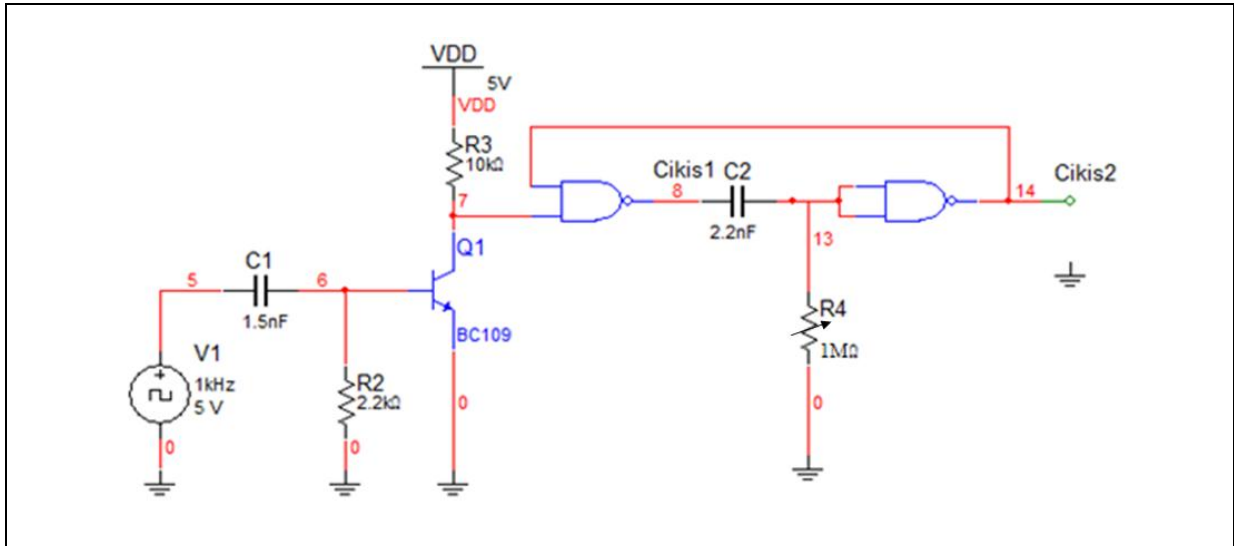 VDD
5V
VDD
R3
10kΩ
7
Cikis1
8
C2
2.2nF
14
Cikis2
13
Q1
C1
5
6
1.5nF
BC109
R4
1MΩ
V1
1kHz
5 V
R2
2.2kΩ
0
0
0
0